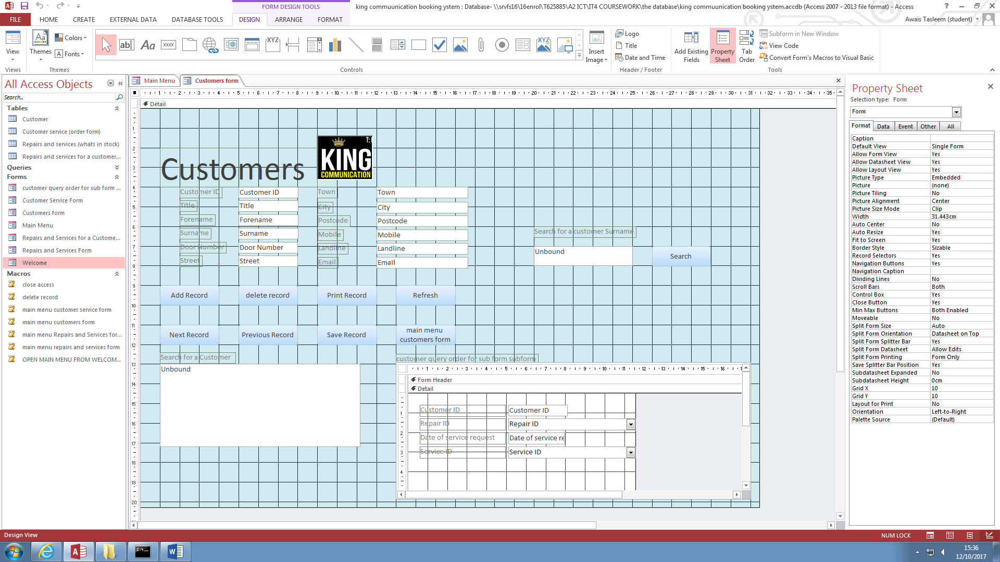 FORM DESIGN TOOLS
king commuunication booking ystem : Database- \\srvfs16\16enrol\T625885\A2 ICT\IT4 COURSEWORK\the database\king commuunication booking ystem.accdb (Access 2007 - 2013 file format) - Access
FILE HOME CREATE EXTERNAL DATA DATABASE TOOLS DESIGN ARRANGE FORMAT
Awais Tasleem (student)
View
Themes
Colors
Fonts
Insert Image
Logo
Title
Date and Time
Add Existing Fields
Property Sheet
Tab Order
Subform in New Window
View Code
Convert Form's Macros to Visual Basic
Views Themes Controls Header / Footer Tools
All Access Objects
Search...
Tables
Customer
Customer service (order form)
Repairs and services (whats in stock)
Repairs and services for a customer...
Queries
Forms
customer query order for sub form ...
Customer Service Form
Customers form
Main Menu
Repairs and Services for a Custome...
Repairs and Services Form
Welcome
Macros
close access
delete record
main menu customer service form
main menu customers form
main menu Repairs and Services for...
main menu repairs and services form
OPEN MAIN MENU FROM WELCOM...
Main Menu Customers form
Detail
Customers
KING
COMMUNICATION
Customer ID Customer ID Town Town
Title Title City City
Forename Forename Postcode Postcode
Surname Surname Mobile Mobile
Door Number Door Number Landline Landline
Street Street Email Email
Search for a customer Surname
Unbound
Search
Add Record delete record Print Record Refresh
Next Record Previous Record Save Record main menu customers form
Search for a Customer
Unbound
customer query order for sub form subform
Form Header
Detail
Customer ID Customer ID
Repair ID Repair ID
Date of service request Date of service re
Service ID Service ID
Property Sheet
Selection type: Form
Form
Format Data Event Other All
Caption
Default View Single Form
Allow Form View Yes
Allow Datasheet View Yes
Allow Layout View Yes
Picture Type Embedded
Picture (none)
Picture Tiling No
Picture Alignment Center
Picture Size Mode Clip
Width 31.443cm
Auto Center No
Auto Resize Yes
Fit to Screen Yes
Border Style Sizable
Record Selectors Yes
Navigation Buttons Yes
Navigation Caption
Dividing Lines No
Scroll Bars Both
Control Box Yes
Close Button Yes
Min Max Buttons Both Enabled
Moveable No
Split Form Size Auto
Split Form Orientation Datasheet on Top
Split Form Splitter Bar Yes
Split Form Datasheet Allow Edits
Split Form Printing Form Only
Save Splitter Bar Position Yes
Subdatasheet Expanded No
Subdatasheet Height 0cm
Grid X 10
Grid Y 10
Layout for Print No
Orientation Left-to-Right
Palette Source (Default)
Design View
NUM LOCK
15:36
12/10/2017